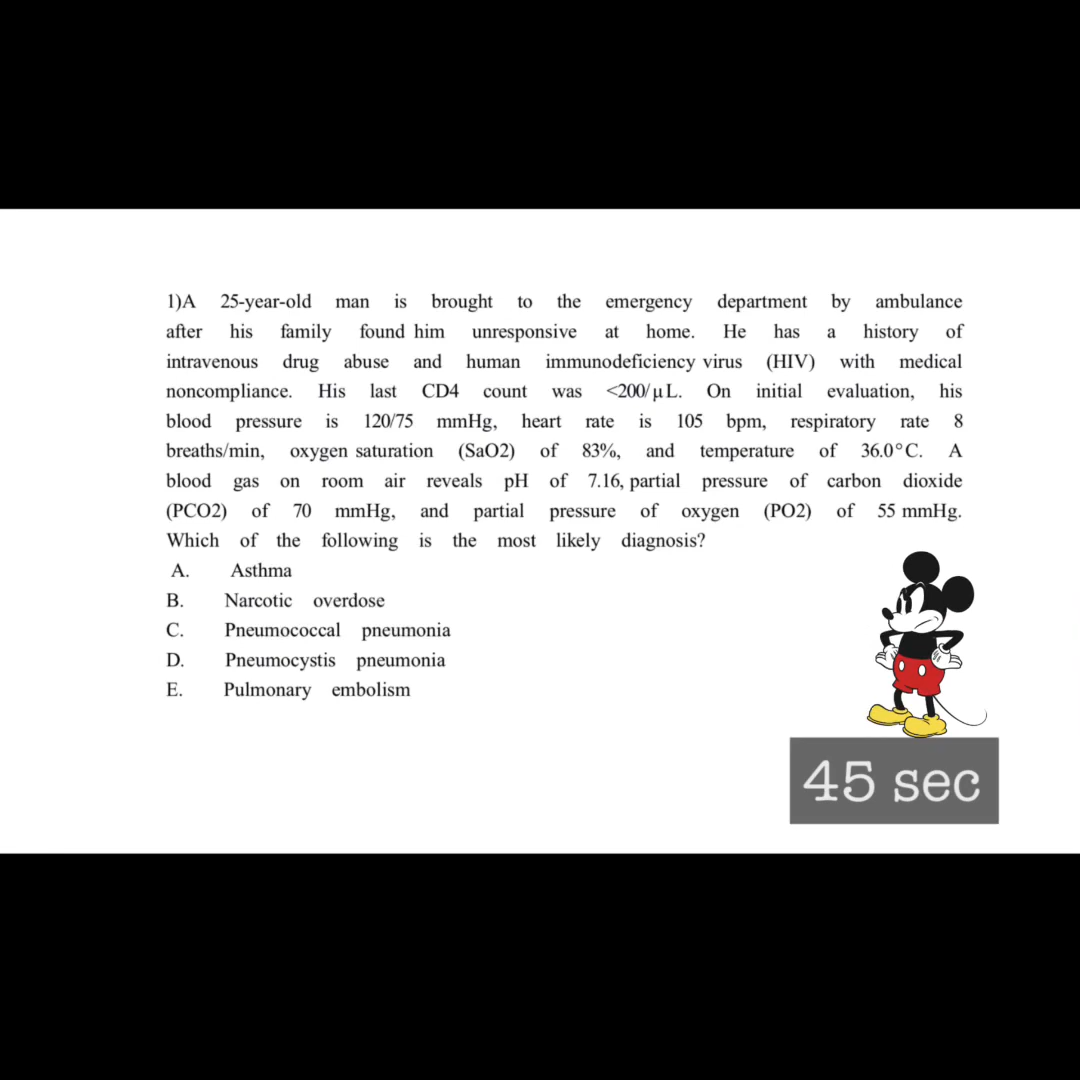 1)A 25-year-old man is brought to the emergency department by ambulance
after his family found him unresponsive at home. He has a history of
intravenous drug abuse and human immunodeficiency virus (HIV) with medical
noncompliance. His last CD4 count was <200/μL. On initial evaluation, his
blood pressure is 120/75 mmHg, heart rate is 105 bpm, respiratory rate 8
breaths/min, oxygen saturation (SaO2) of 83%, and temperature of 36.0°C. A
blood gas on room air reveals pH of 7.16, partial pressure of carbon dioxide
(PCO2) of 70 mmHg, and partial pressure of oxygen (PO2) of 55 mmHg.
Which of the following is the most likely diagnosis?
A. Asthma
B. Narcotic overdose
C. Pneumococcal pneumonia
D. Pneumocystis pneumonia
E. Pulmonary embolism
45 sec